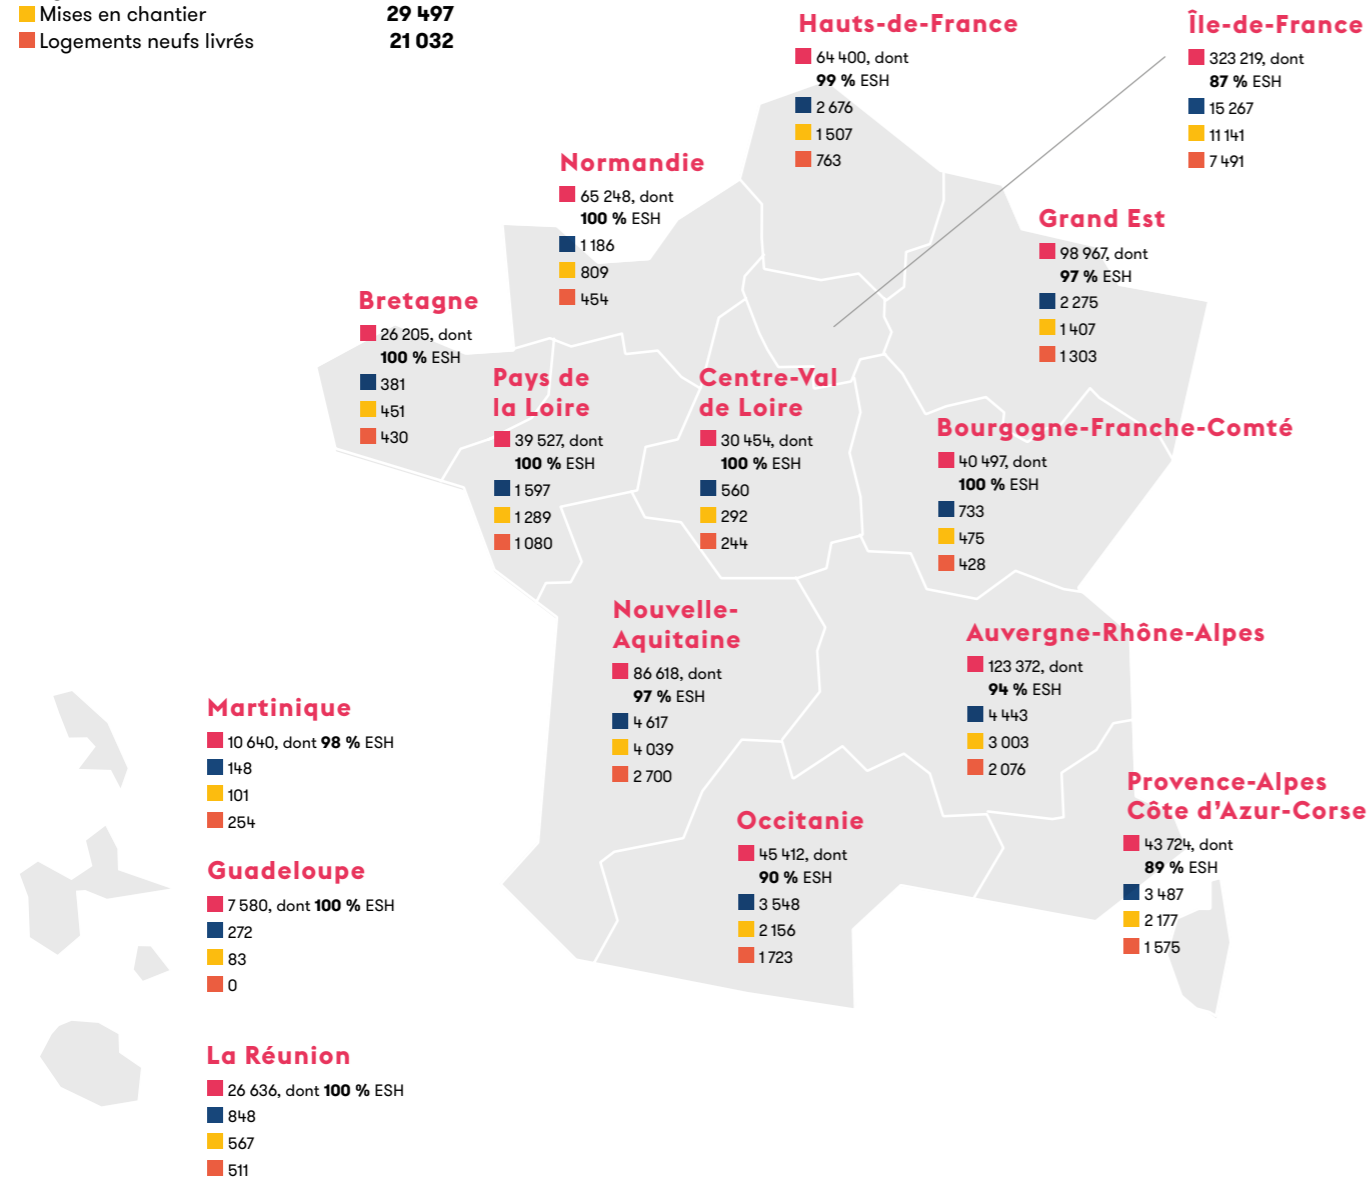 Mises en chantier 29 497
Logements neufs livrés 21 032
Hauts-de-France
64 400, dont
99 % ESH
2 676
1 507
763
Île-de-France
323 219, dont
87 % ESH
15 267
11 141
7 491
Normandie
65 248, dont
100 % ESH
1 186
809
454
Grand Est
98 967, dont
97 % ESH
2 275
1 407
1 303
Bretagne
26 205, dont
100 % ESH
381
451
430
Pays de
la Loire
39 527, dont
100 % ESH
1 597
1 289
1 080
Centre-Val
de Loire
30 454, dont
100 % ESH
560
292
244
Bourgogne-Franche-Comté
40 497, dont
100 % ESH
733
475
428
Nouvelle-
Aquitaine
86 618, dont
97 % ESH
4 617
4 039
2 700
Auvergne-Rhône-Alpes
123 372, dont
94 % ESH
4 443
3 003
2 076
Martinique
10 640, dont 98 % ESH
148
101
254
Provence-Alpes
Côte d'Azur-Corse
43 724, dont
89 % ESH
3 487
2 177
1 575
Occitanie
45 412, dont
90 % ESH
3 548
2 156
1 723
Guadeloupe
7 580, dont 100 % ESH
272
83
0
La Réunion
26 636, dont 100 % ESH
848
567
511